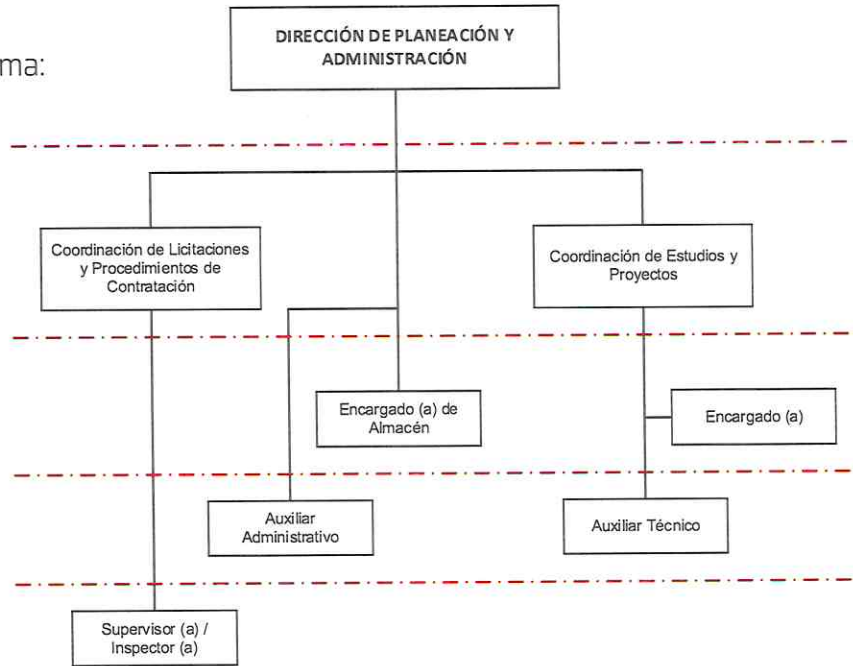 DIRECCIÓN DE PLANEACIÓN Y
ADMINISTRACIÓN
ma:
Coordinación de Licitaciones
y Procedimientos de
Contratación
Coordinación de Estudios y
Proyectos
Encargado (a) de
Almacén
Encargado (a)
Auxiliar
Administrativo
Auxiliar Técnico
Supervisor (a) /
Inspector (a)